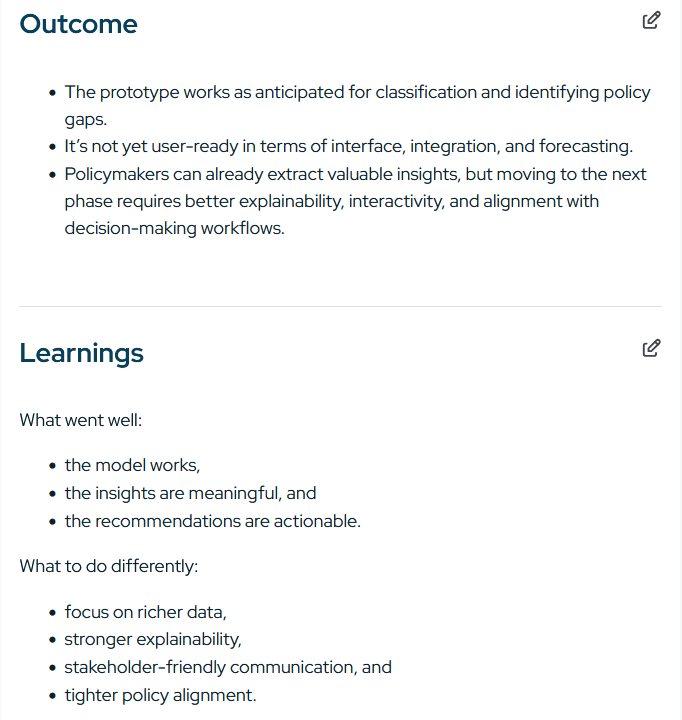 Outcome
• The prototype works as anticipated for classification and identifying policy
gaps.
• It’s not yet user-ready in terms of interface, integration, and forecasting.
• Policymakers can already extract valuable insights, but moving to the next
phase requires better explainability, interactivity, and alignment with
decision-making workflows.
Learnings
What went well:
• the model works,
• the insights are meaningful, and
• the recommendations are actionable.
What to do differently:
• focus on richer data,
• stronger explainability,
• stakeholder-friendly communication, and
• tighter policy alignment.